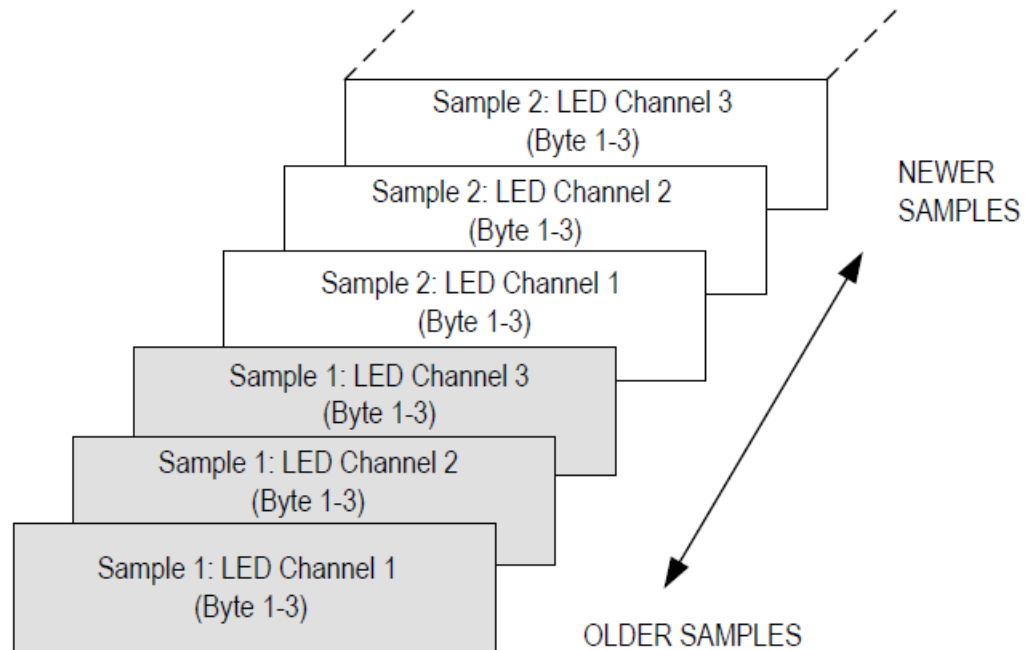 Sample 2: LED Channel 3
(Byte 1-3)
Sample 2: LED Channel 2
(Byte 1-3)
Sample 2: LED Channel 1
(Byte 1-3)
Sample 1: LED Channel 3
(Byte 1-3)
Sample 1: LED Channel 2
(Byte 1-3)
Sample 1: LED Channel 1
(Byte 1-3)
NEWER
SAMPLES
OLDER SAMPLES